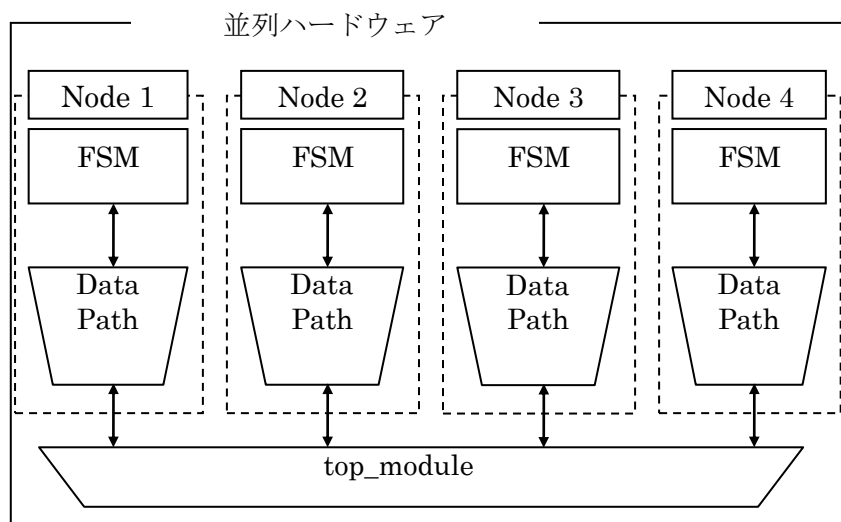 並列ハードウェア
Node 1
Node 2
Node 3
Node 4
FSM
FSM
FSM
FSM
Data
Path
Data
Path
Data
Path
Data
Path
top_module